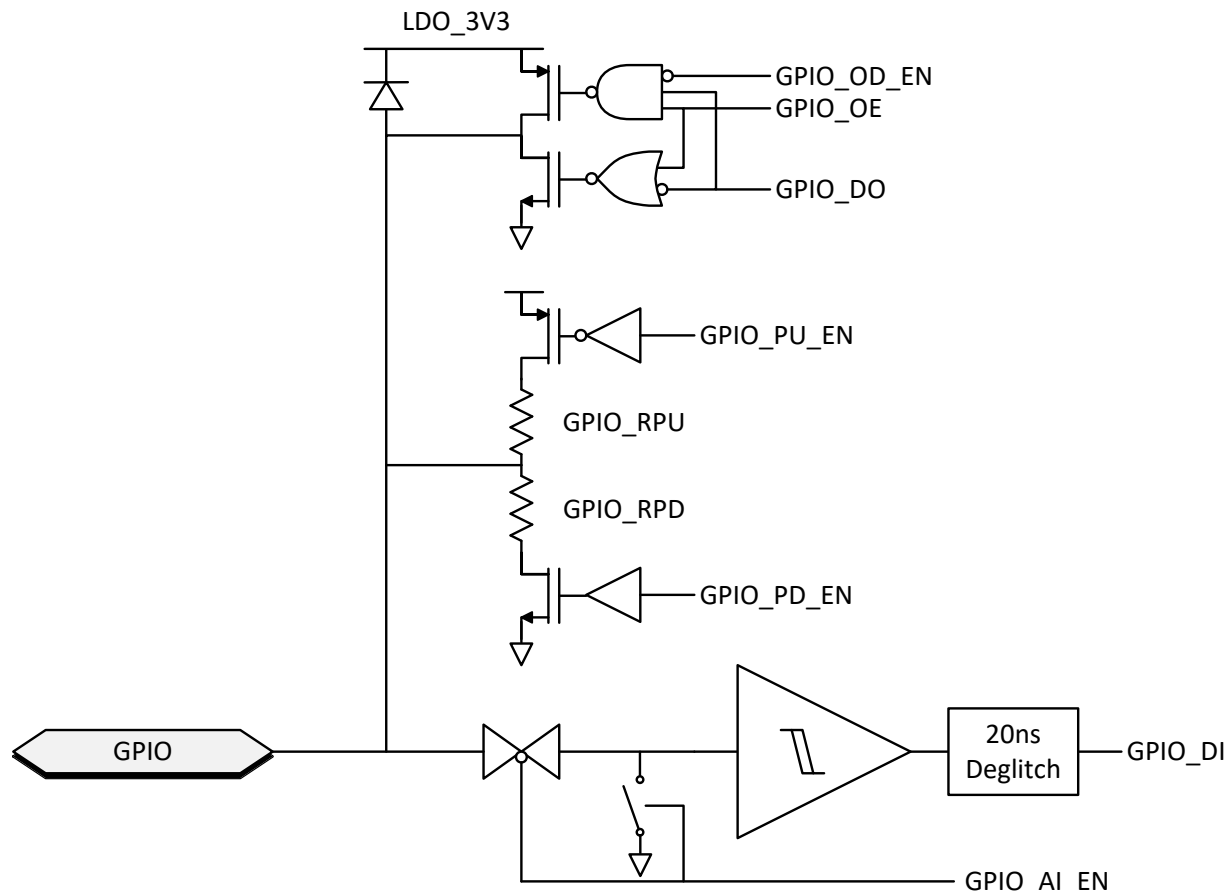 LDO_3V3
GPIO_OD_EN
GPIO_OE
GPIO_DO
GPIO_PU_EN
GPIO_RPU
GPIO_RPD
GPIO_PD_EN
GPIO
20ns
Deglitch
GPIO_DI
GPIO_AI_EN